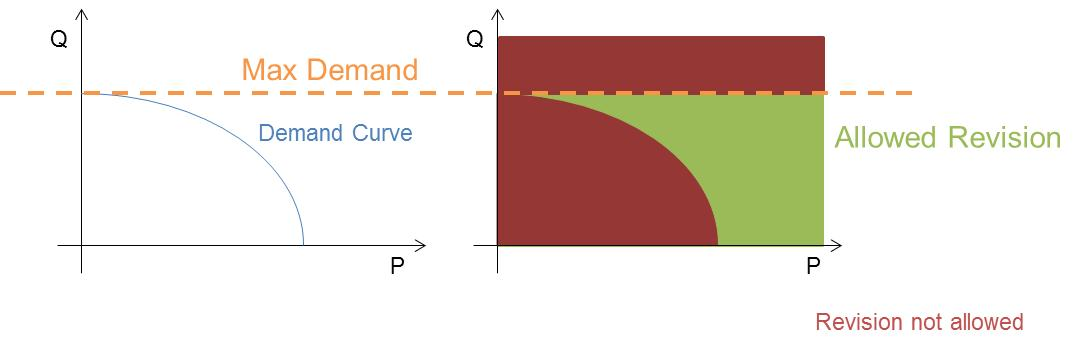 Q
Max Demand
Demand Curve
P
Q
Allowed Revision
P
Revision not allowed